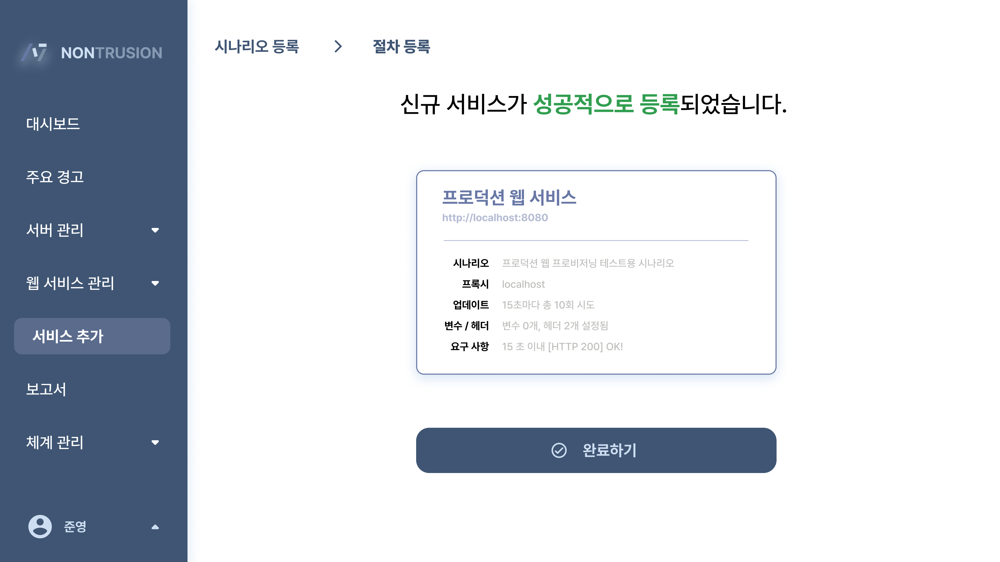 NONTRUSION
대시보드
주요 경고
서버 관리
웹 서비스 관리
서비스 추가
보고서
체계 관리
준영
시나리오 등록 > 절차 등록
신규 서비스가 성공적으로 등록되었습니다.
프로덕션 웹 서비스
http://localhost:8080
시나리오 프로덕션 웹 프로비저닝 테스트용 시나리오
프록시 localhost
업데이트 15초마다 총 10회 시도
변수 / 헤더 변수 0개, 헤더 2개 설정됨
요구 사항 15 초 이내 [HTTP 200] OK!
완료하기